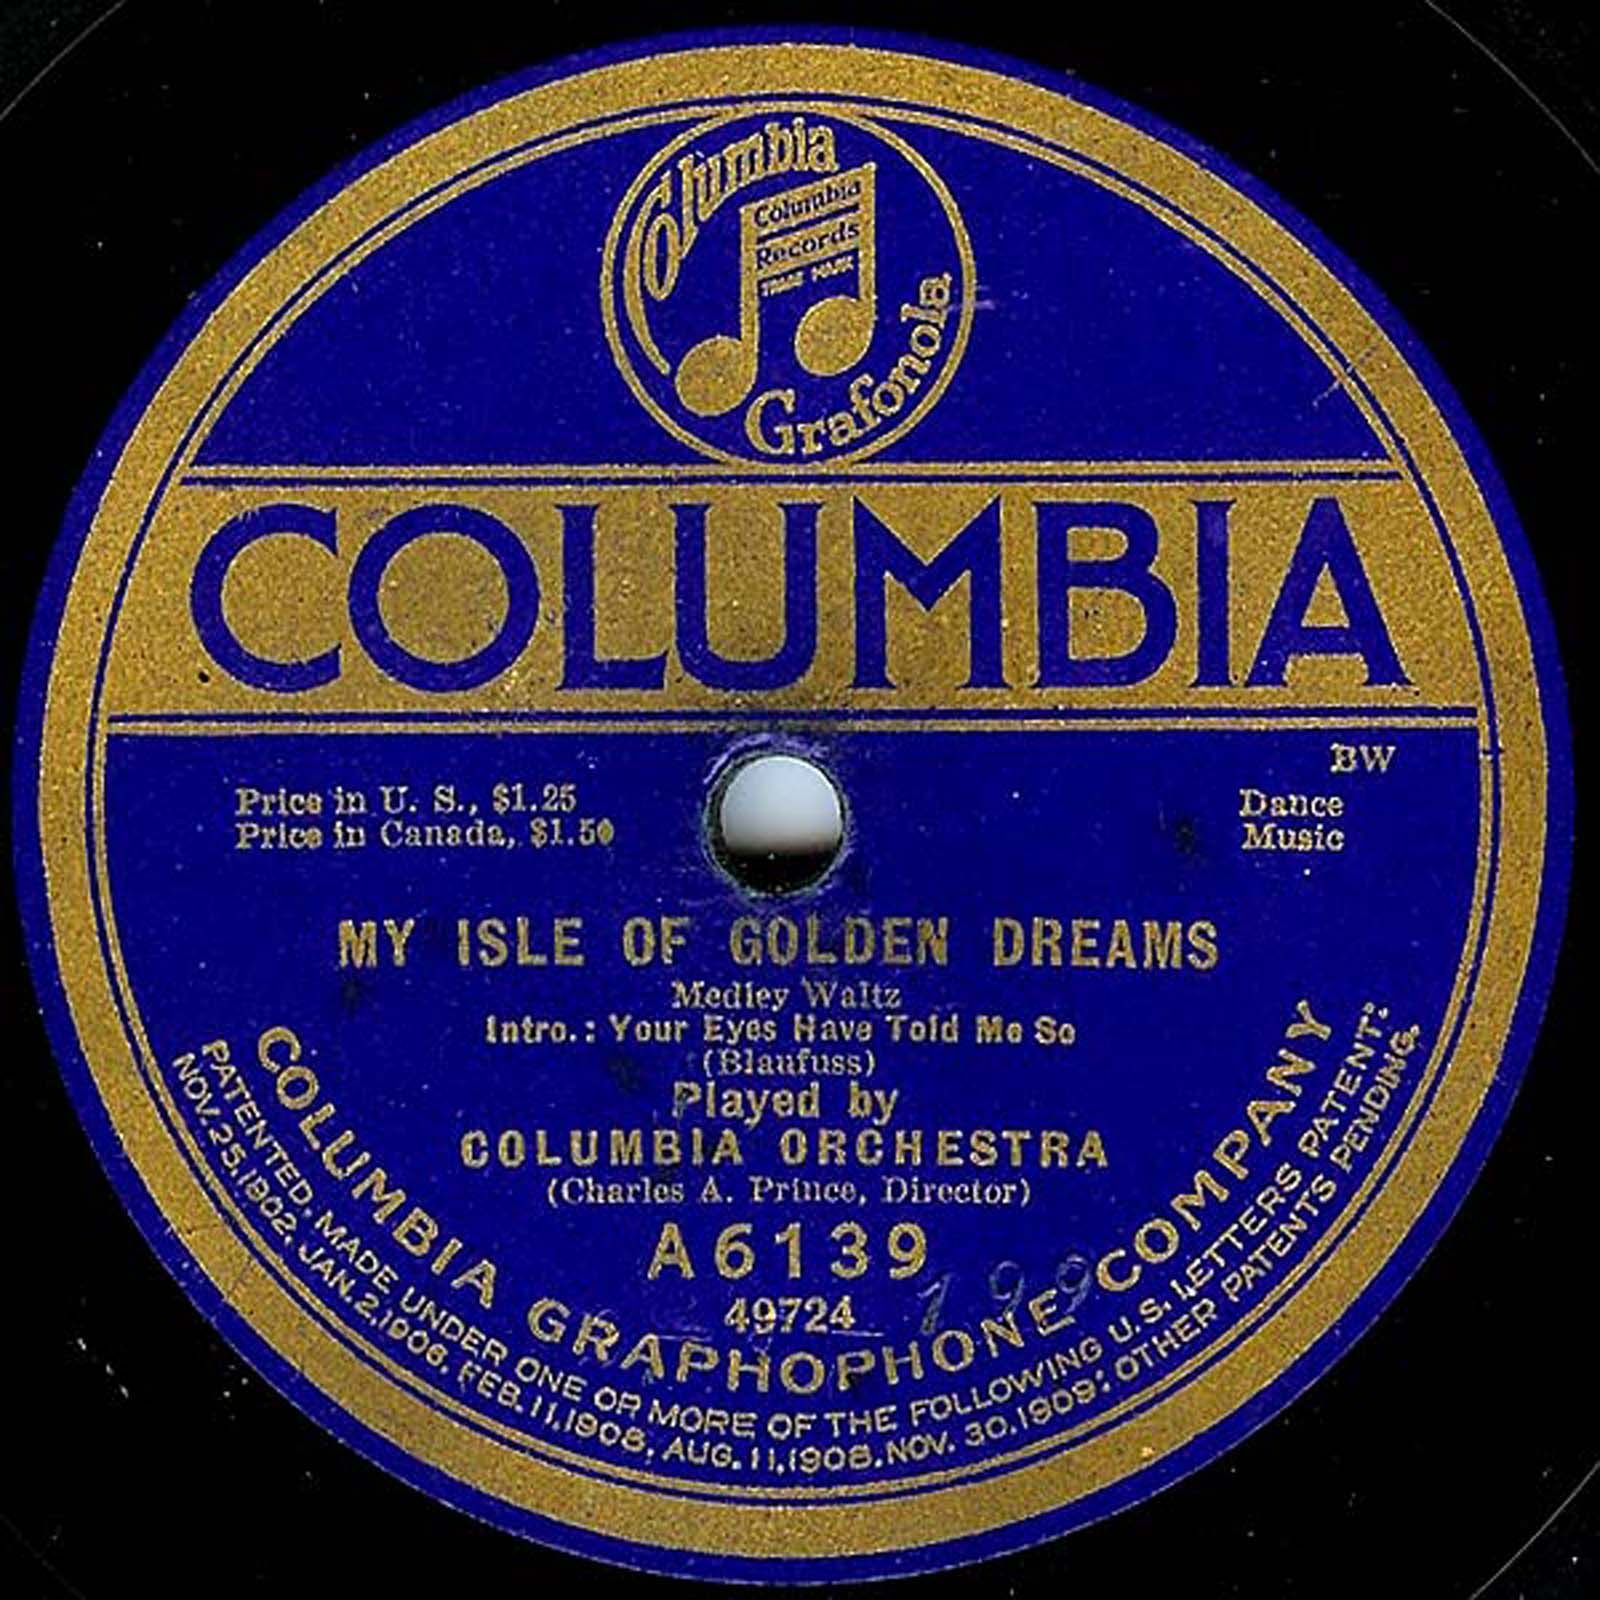 Columbia
Columbia
Records
TRADE MARK
Grafonola
COLUMBIA
BW
Price in U. S., $1.25
Price in Canada, $1.50
Dance
Music
MY ISLE OF GOLDEN DREAMS
Medley Waltz
Intro.: Your Eyes Have Told Me So
(Blaufuss)
Played by
COLUMBIA ORCHESTRA
(Charles A. Prince, Director)
A6139
49724
199
COLUMBIA GRAPHOPHONE COMPANY
PATENTED, MADE UNDER ONE OR MORE OF THE FOLLOWING U.S. LETTERS PATENT:
NOV.25,1902, JAN.2,1906, FEB.11,1908, AUG.11,1908. NOV. 30.1909: OTHER PATENTS PENDING.